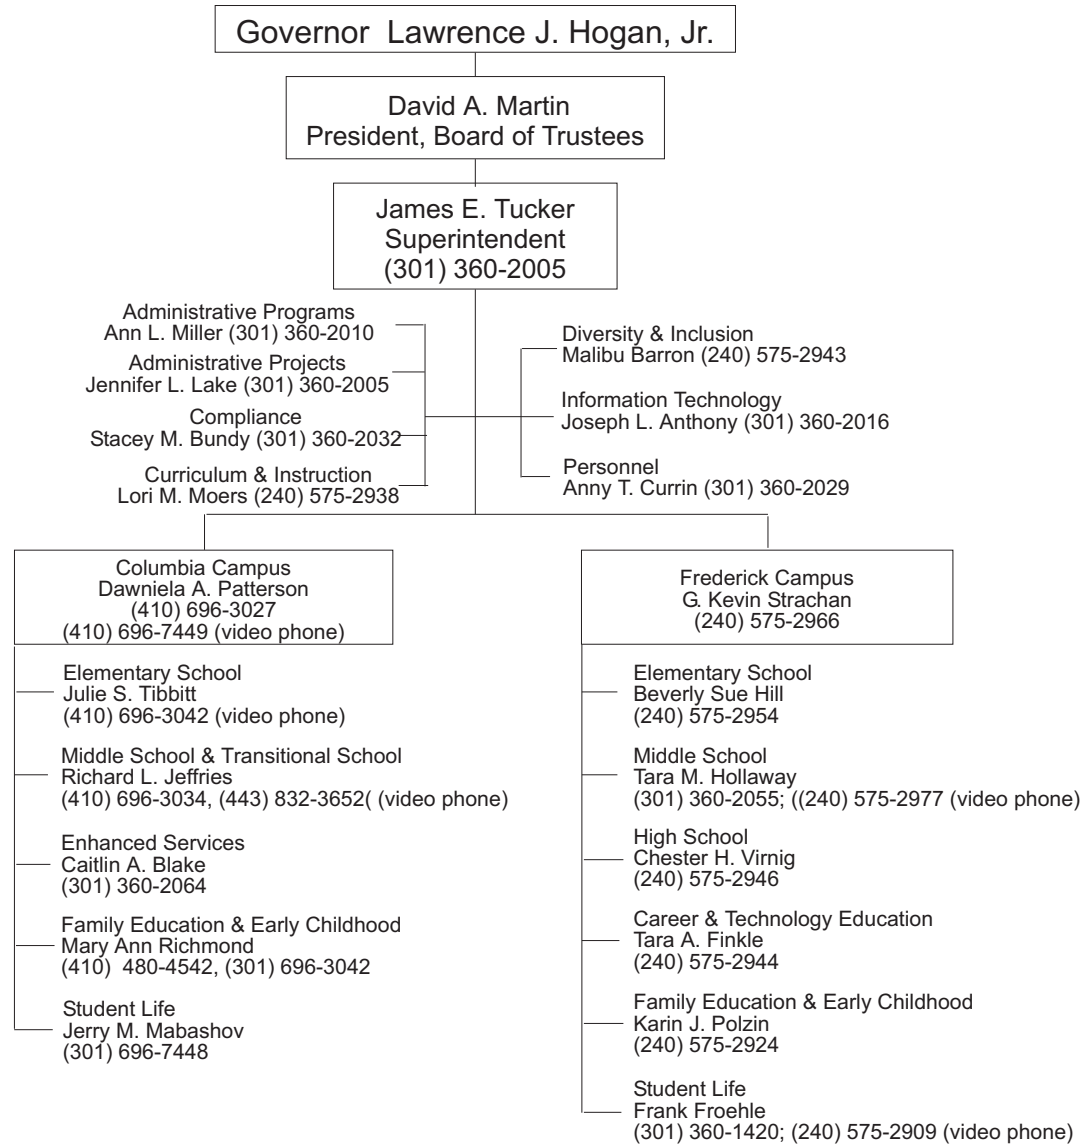 Governor  Lawrence J. Hogan, Jr.
David A. Martin
President, Board of Trustees
James E. Tucker
Superintendent
(301) 360-2005
Administrative Programs
Ann L. Miller (301) 360-2010
Administrative Projects
Jennifer L. Lake (301) 360-2005
Compliance
Stacey M. Bundy (301) 360-2032
Curriculum & Instruction
Lori M. Moers (240) 575-2938
Diversity & Inclusion
Malibu Barron (240) 575-2943
Information Technology
Joseph L. Anthony (301) 360-2016
Personnel
Anny T. Currin (301) 360-2029
Columbia Campus
Dawniela A. Patterson
(410) 696-3027
(410) 696-7449 (video phone)
Elementary School
Julie S. Tibbitt
(410) 696-3042 (video phone)
Middle School & Transitional School
Richard L. Jeffries
(410) 696-3034, (443) 832-3652( (video phone)
Enhanced Services
Caitlin A. Blake
(301) 360-2064
Family Education & Early Childhood
Mary Ann Richmond
(410)  480-4542, (301) 696-3042
Student Life
Jerry M. Mabashov
(301) 696-7448
Frederick Campus
G. Kevin Strachan
(240) 575-2966
Elementary School
Beverly Sue Hill
(240) 575-2954
Middle School
Tara M. Hollaway
(301) 360-2055; ((240) 575-2977 (video phone)
High School
Chester H. Virnig
(240) 575-2946
Career & Technology Education
Tara A. Finkle
(240) 575-2944
Family Education & Early Childhood
Karin J. Polzin
(240) 575-2924
Student Life
Frank Froehle
(301) 360-1420; (240) 575-2909 (video phone)